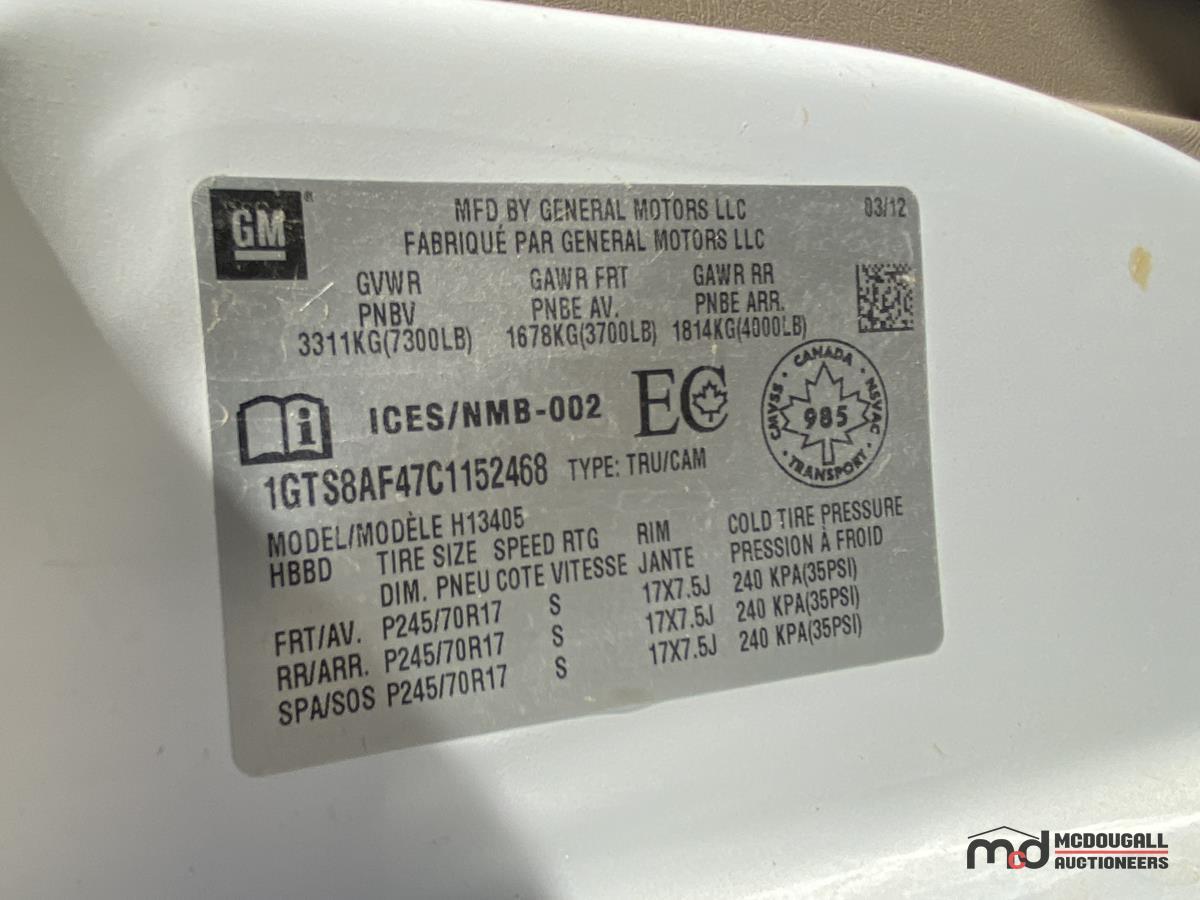 GM
MFD BY GENERAL MOTORS LLC
03/12
FABRIQUÉ PAR GENERAL MOTORS LLC
GVWR GAWR FRT GAWR RR
PNBV PNBE AV. PNBE ARR.
3311KG(7300LB) 1678KG(3700LB) 1814KG(4000LB)
i ICES/NMB-002 EC
CANADA
CMVSS 985 NSVAC
TRANSPORT
1GTS8AF47C1152468 TYPE: TRU/CAM
MODEL/MODÈLE H13405
HBBD TIRE SIZE SPEED RTG RIM COLD TIRE PRESSURE
DIM. PNEU COTE VITESSE JANTE PRESSION À FROID
FRT/AV. P245/70R17 S 17X7.5J 240 KPA(35PSI)
RR/ARR. P245/70R17 S 17X7.5J 240 KPA(35PSI)
SPA/SOS P245/70R17 S 17X7.5J 240 KPA(35PSI)
mcd MCDOUGALL
AUCTIONEERS